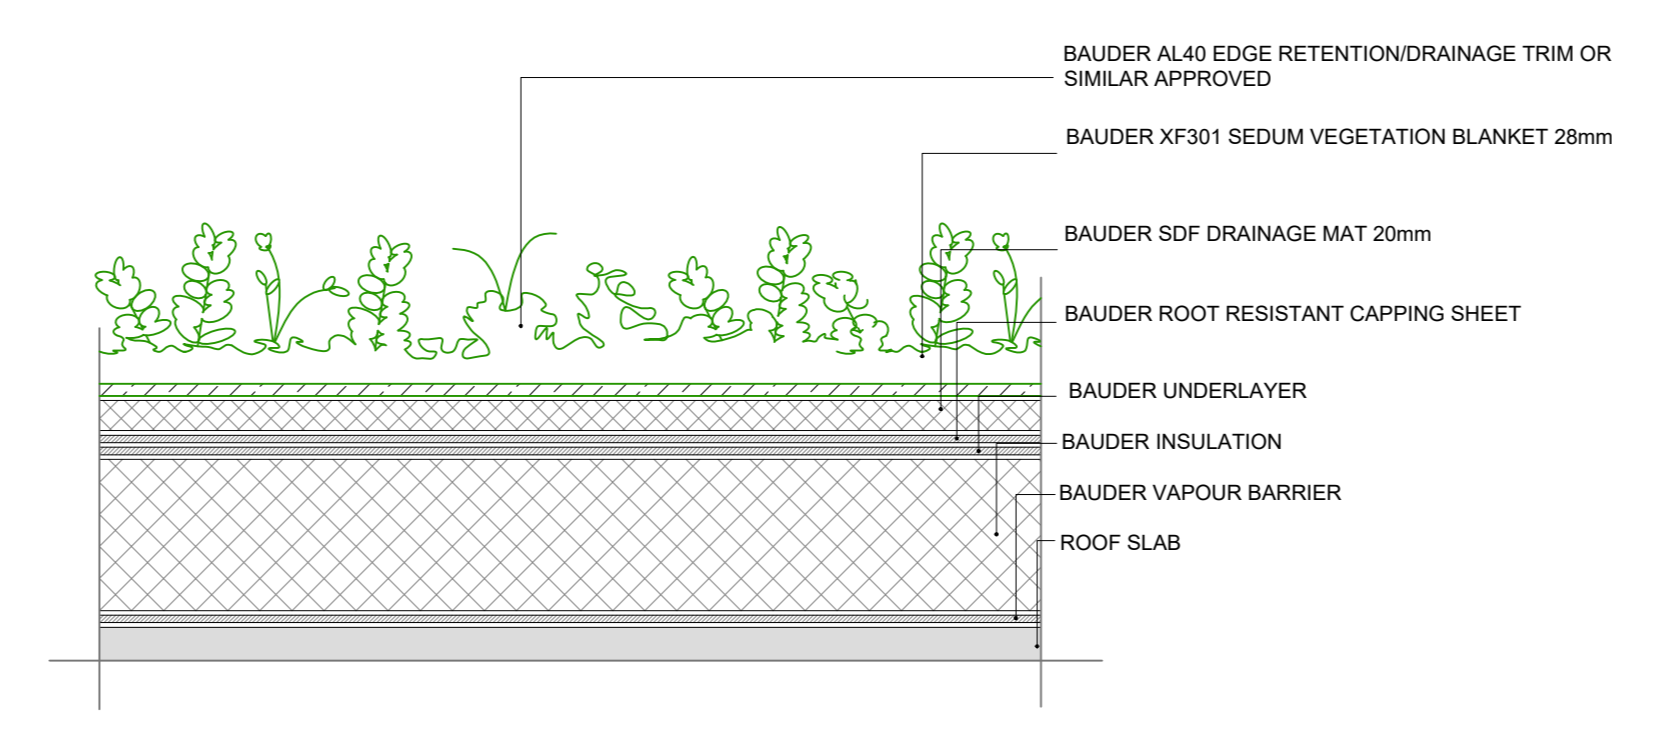 BAUDER AL40 EDGE RETENTION/DRAINAGE TRIM OR
SIMILAR APPROVED
BAUDER XF301 SEDUM VEGETATION BLANKET 28mm
BAUDER SDF DRAINAGE MAT 20mm
BAUDER ROOT RESISTANT CAPPING SHEET
BAUDER UNDERLAYER
BAUDER INSULATION
BAUDER VAPOUR BARRIER
ROOF SLAB